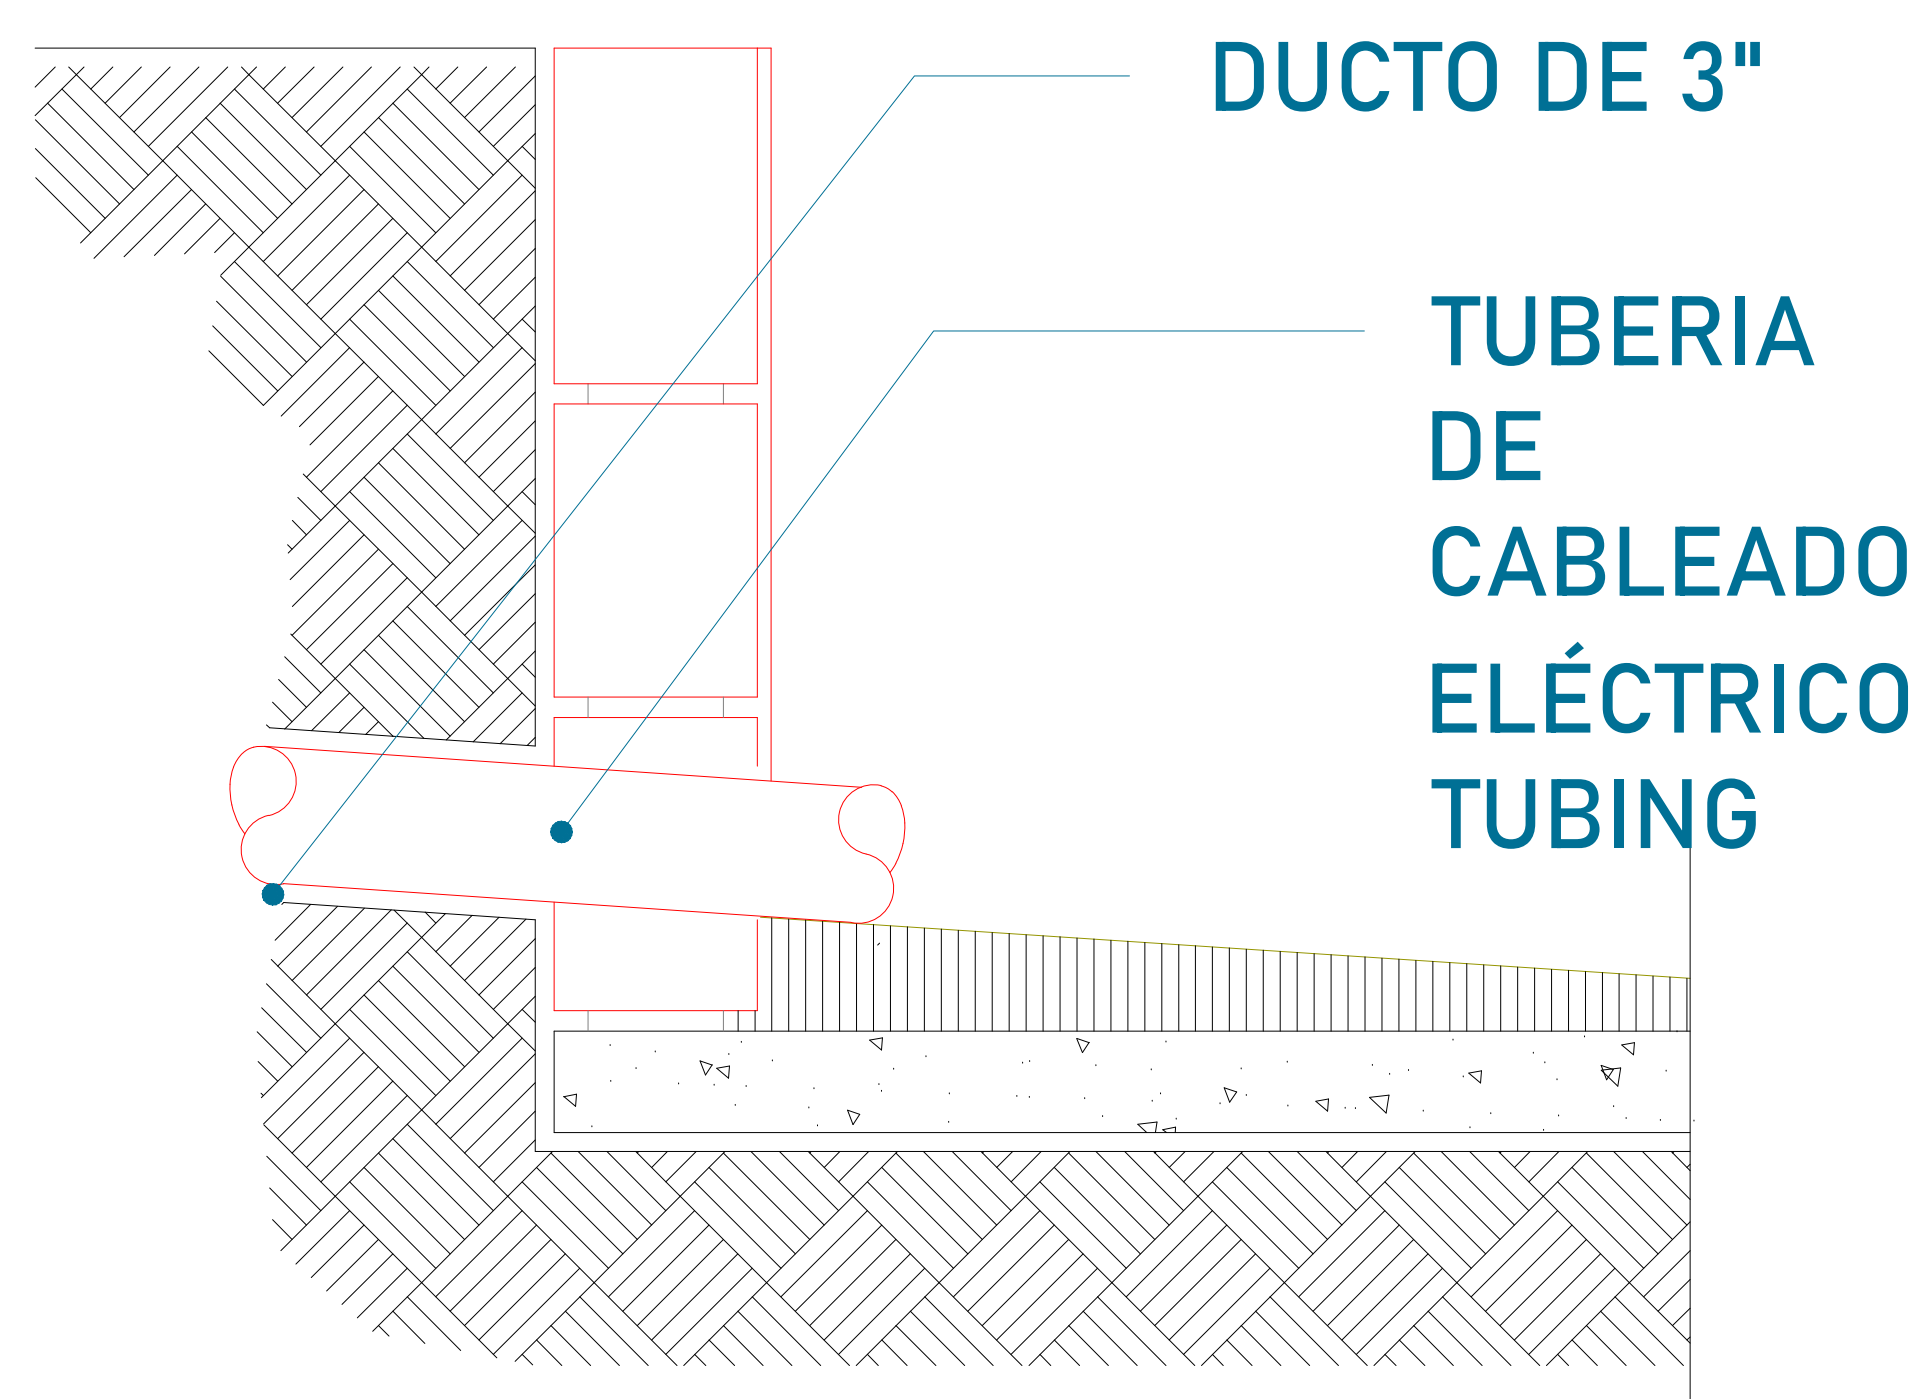 DUCTO DE 3"
TUBERIA
DE
CABLEADO
ELÉCTRICO
TUBING